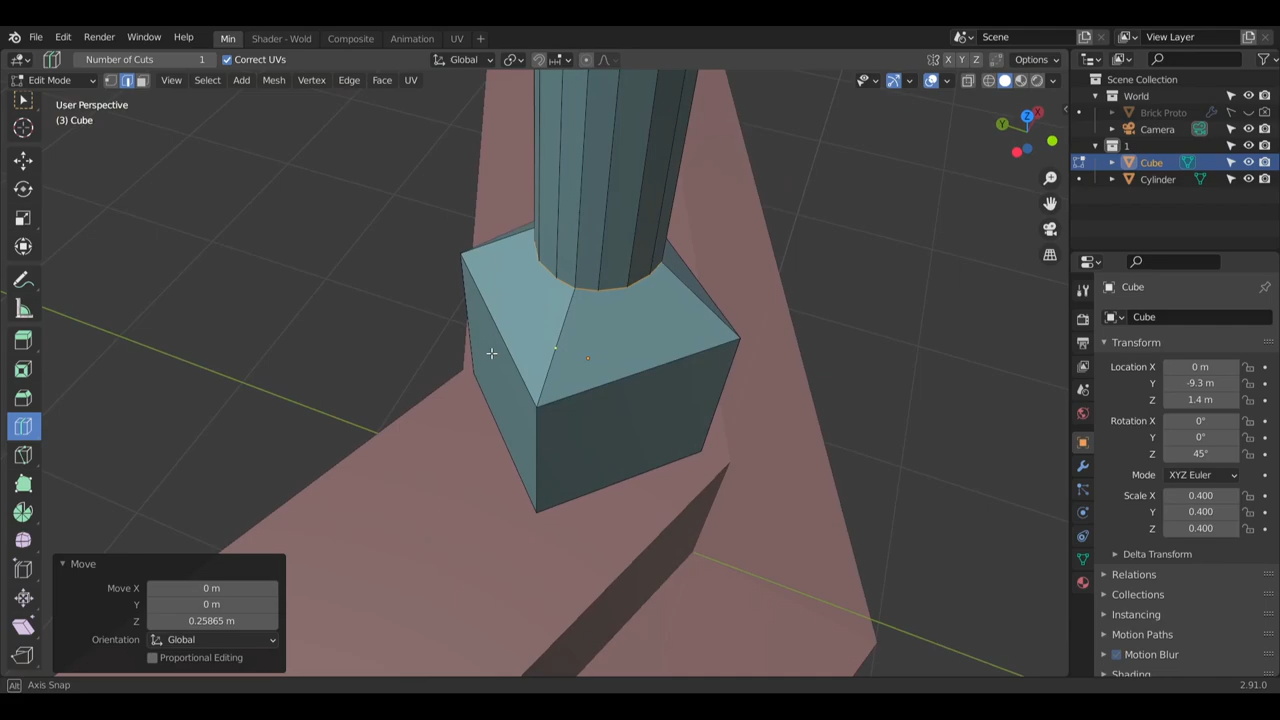 File Edit Render Window Help Min Shader - Wold Composite Animation UV + Scene View Layer
Number of Cuts 1 Correct UVs Global X Y Z Options
Edit Mode View Select Add Mesh Vertex Edge Face UV
User Perspective
(3) Cube
Z
X
Y
Scene Collection
World
Brick Proto
Camera
1
Cube
Cylinder
Cube
Cube
Transform
Location X 0 m
Y -9.3 m
Z 1.4 m
Rotation X 0°
Y 0°
Z 45°
Mode XYZ Euler
Scale X 0.400
Y 0.400
Z 0.400
Delta Transform
Relations
Collections
Instancing
Motion Paths
Motion Blur
Shading
Move
Move X 0 m
Y 0 m
Z 0.25865 m
Orientation Global
Proportional Editing
Alt Axis Snap 2.91.0